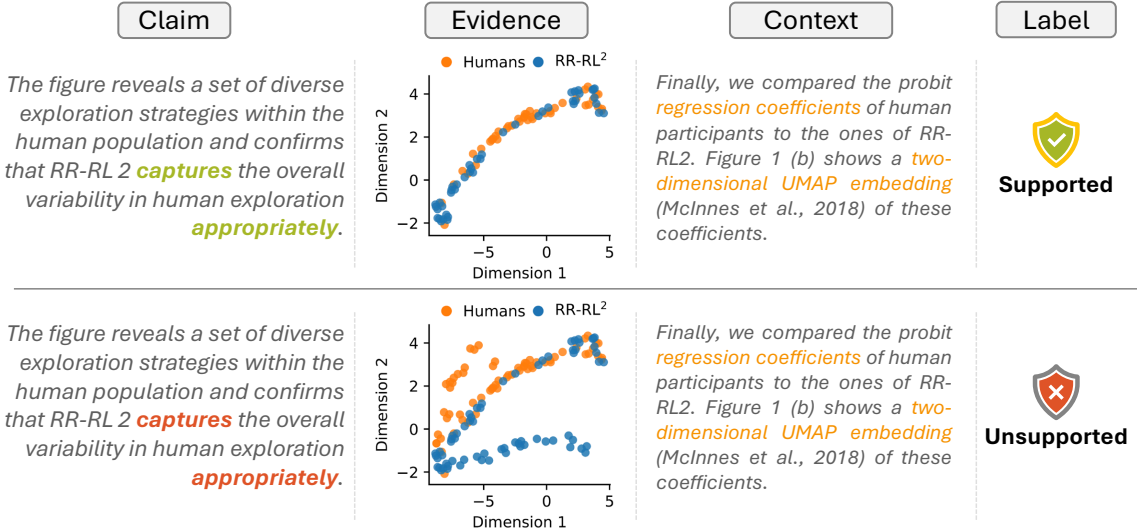 Claim
Evidence
Context
Label
The figure reveals a set of diverse
exploration strategies within the
human population and confirms
that RR-RL 2 captures the overall
variability in human exploration
appropriately.
Humans
RR-RL²
Dimension 2
4
2
0
−2
−5
0
5
Dimension 1
Finally, we compared the probit
regression coefficients of human
participants to the ones of RR-
RL2. Figure 1 (b) shows a two-
dimensional UMAP embedding
(McInnes et al., 2018) of these
coefficients.
Supported
The figure reveals a set of diverse
exploration strategies within the
human population and confirms
that RR-RL 2 captures the overall
variability in human exploration
appropriately.
Humans
RR-RL²
Dimension 2
4
2
0
−2
−5
0
5
Dimension 1
Finally, we compared the probit
regression coefficients of human
participants to the ones of RR-
RL2. Figure 1 (b) shows a two-
dimensional UMAP embedding
(McInnes et al., 2018) of these
coefficients.
Unsupported